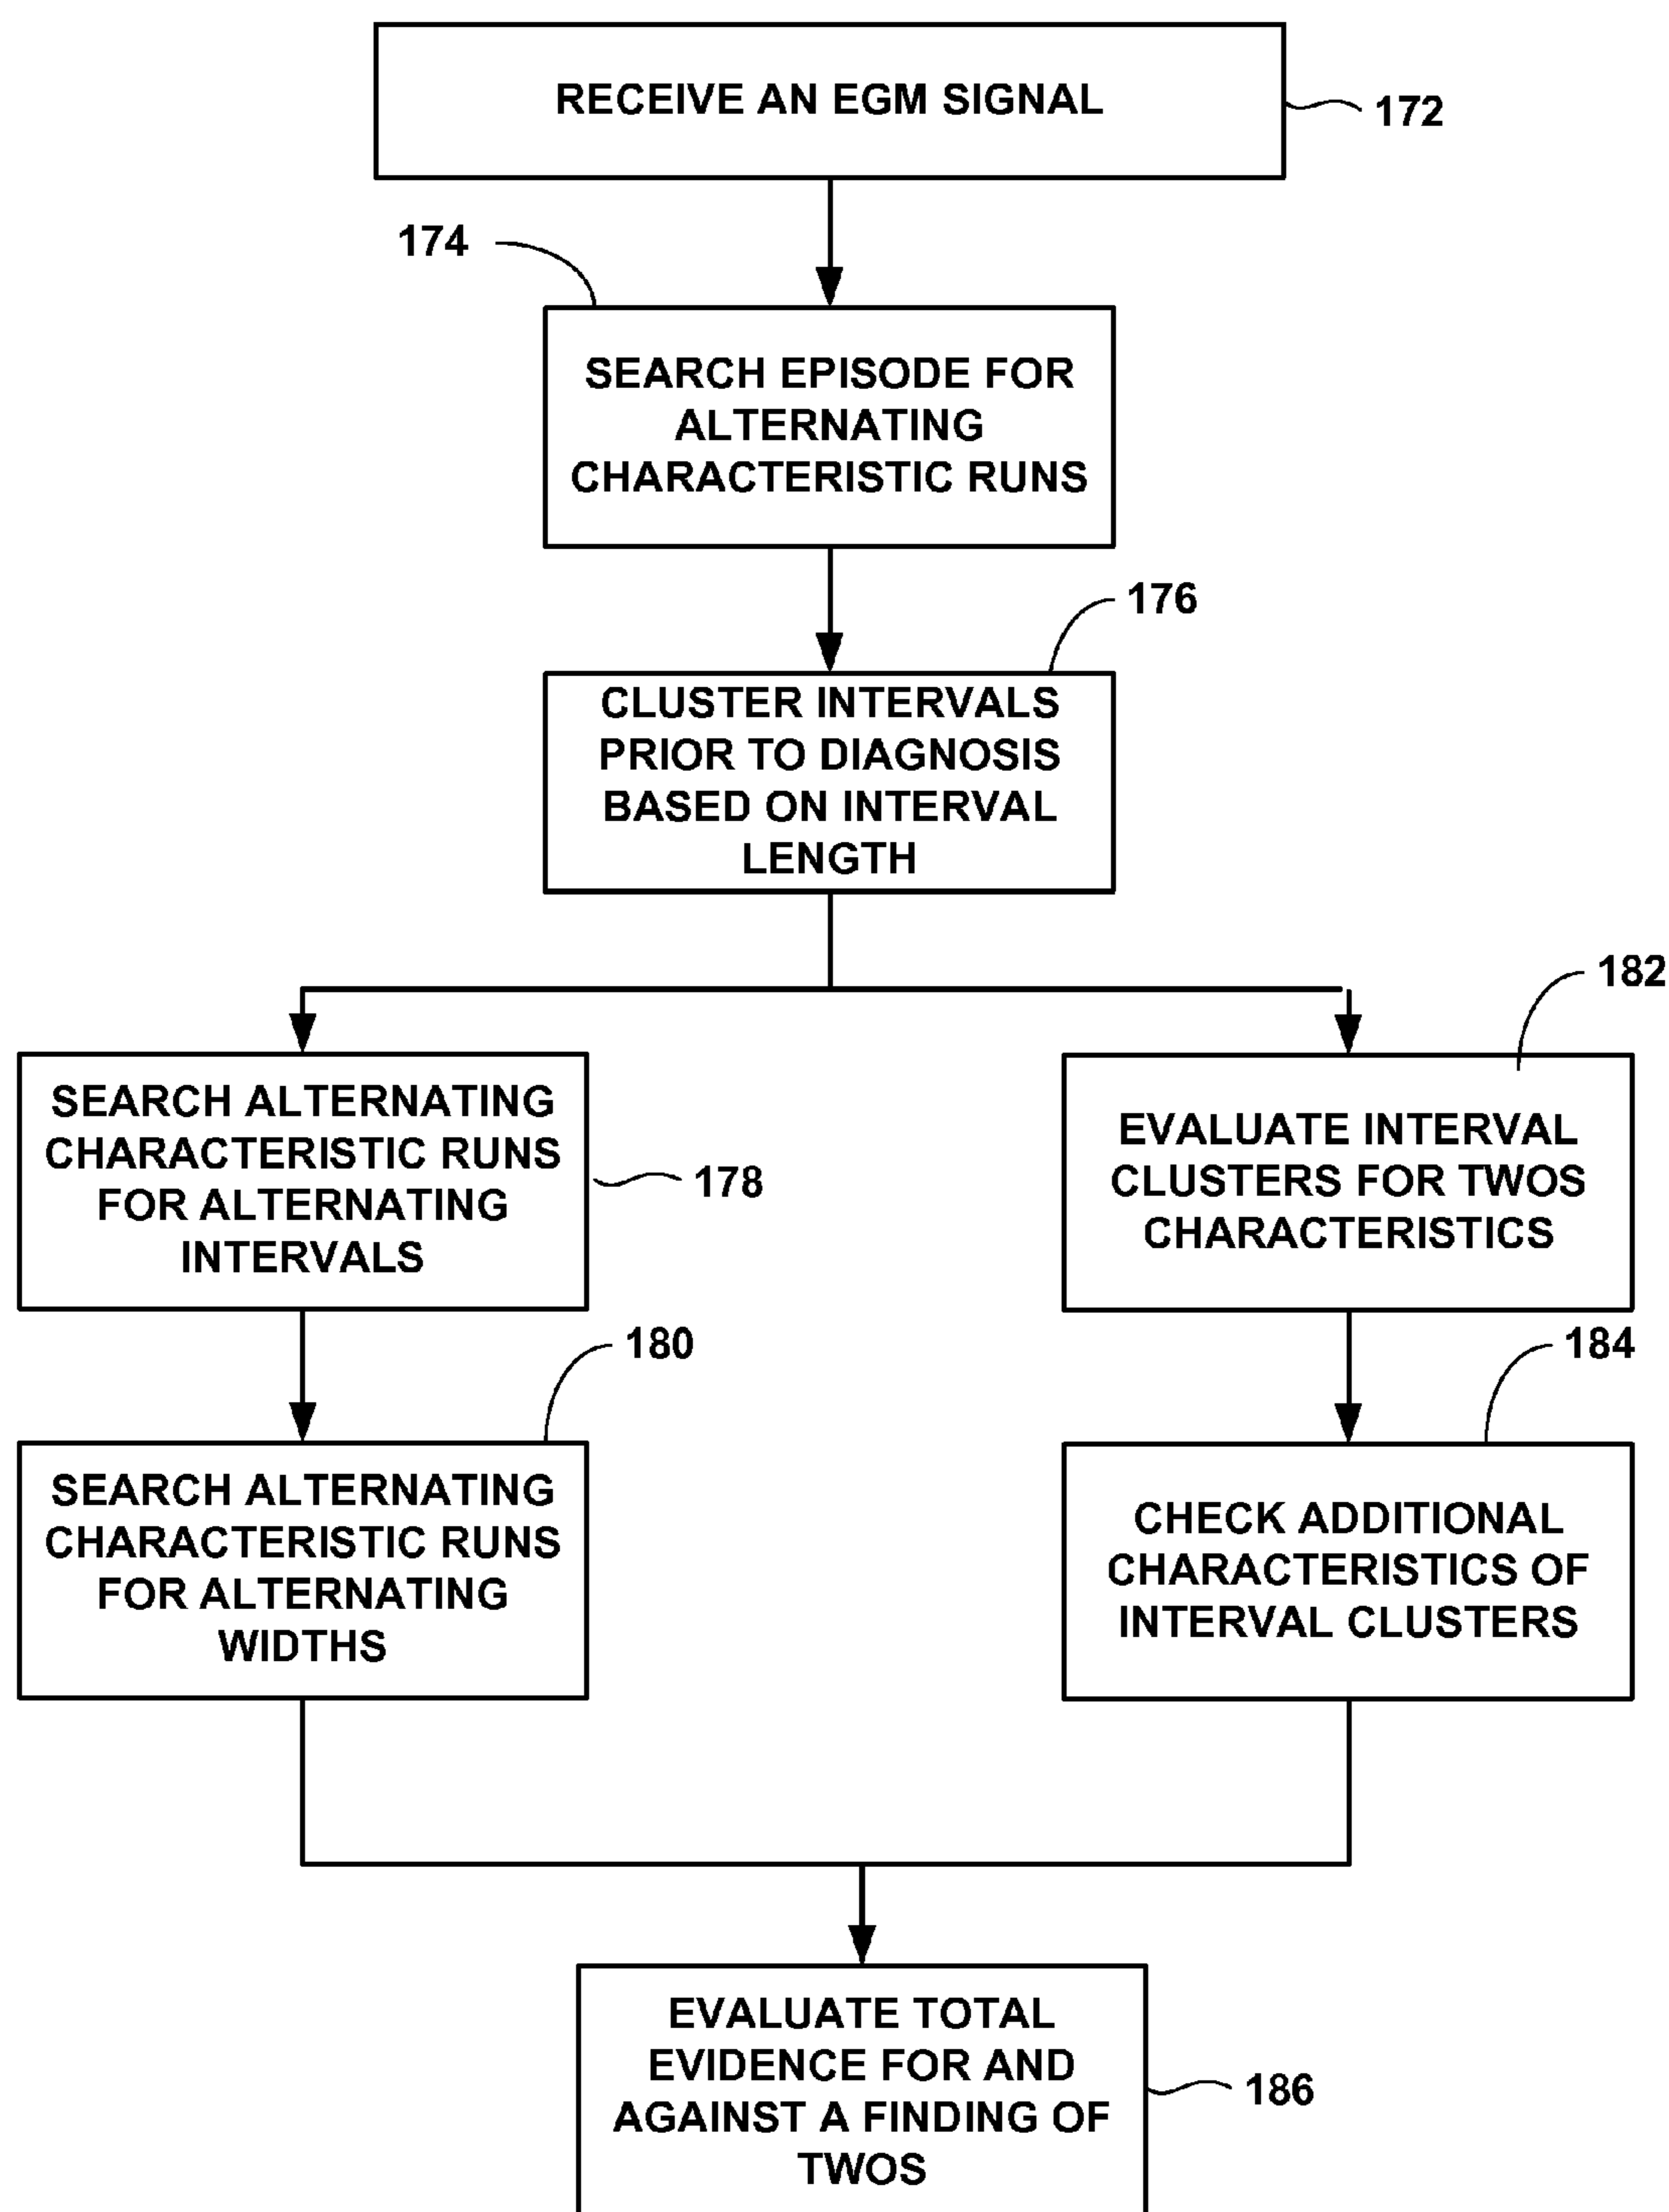 RECEIVE AN EGM SIGNAL
172
174
SEARCH EPISODE FOR
ALTERNATING
CHARACTERISTIC RUNS
176
CLUSTER INTERVALS
PRIOR TO DIAGNOSIS
BASED ON INTERVAL
LENGTH
SEARCH ALTERNATING
CHARACTERISTIC RUNS
FOR ALTERNATING
INTERVALS
178
182
EVALUATE INTERVAL
CLUSTERS FOR TWOS
CHARACTERISTICS
180
SEARCH ALTERNATING
CHARACTERISTIC RUNS
FOR ALTERNATING
WIDTHS
184
CHECK ADDITIONAL
CHARACTERISTICS OF
INTERVAL CLUSTERS
EVALUATE TOTAL
EVIDENCE FOR AND
AGAINST A FINDING OF
TWOS
186